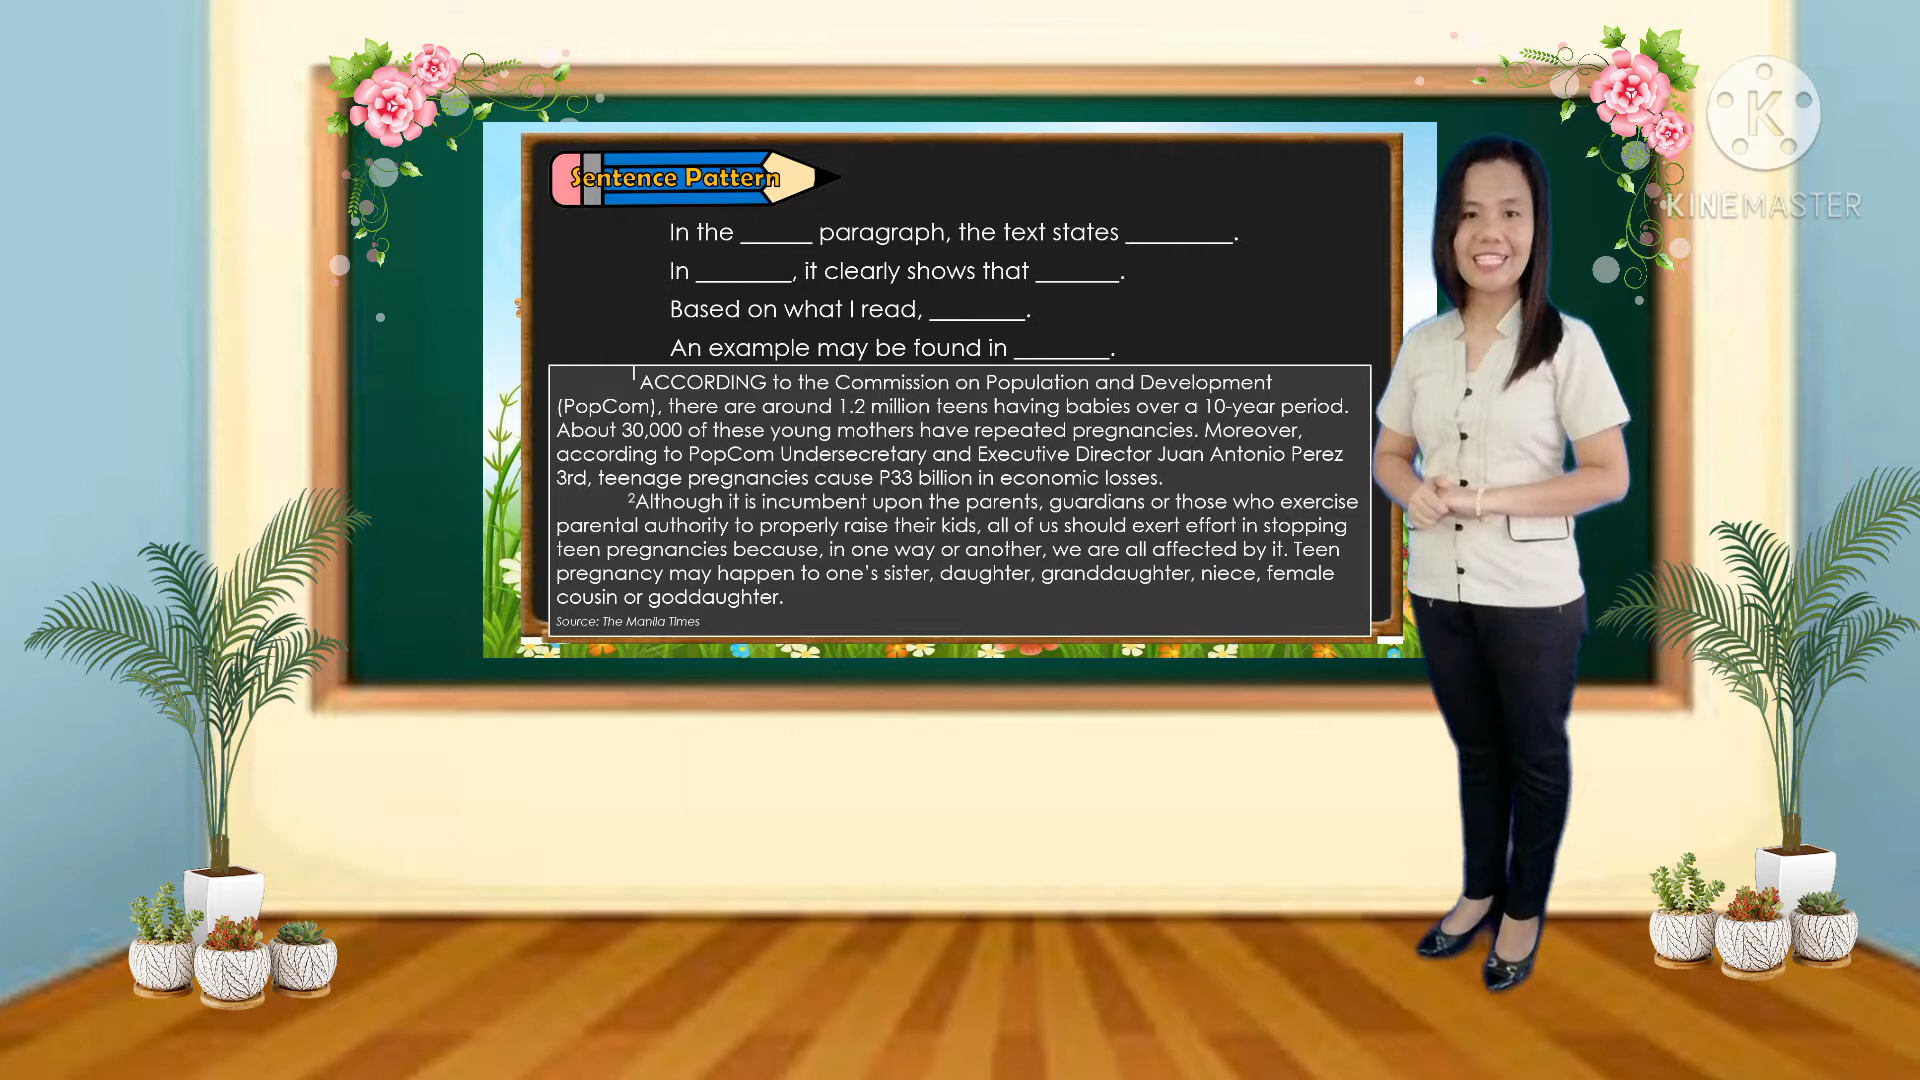 Sentence Pattern
In the ______ paragraph, the text states _________.
In ________, it clearly shows that _______.
Based on what I read, ________.
An example may be found in ________.
¹ACCORDING to the Commission on Population and Development
(PopCom), there are around 1.2 million teens having babies over a 10-year period.
About 30,000 of these young mothers have repeated pregnancies. Moreover,
according to PopCom Undersecretary and Executive Director Juan Antonio Perez
3rd, teenage pregnancies cause P33 billion in economic losses.
²Although it is incumbent upon the parents, guardians or those who exercise
parental authority to properly raise their kids, all of us should exert effort in stopping
teen pregnancies because, in one way or another, we are all affected by it. Teen
pregnancy may happen to one's sister, daughter, granddaughter, niece, female
cousin or goddaughter.
Source: The Manila Times
K
KINEMASTER